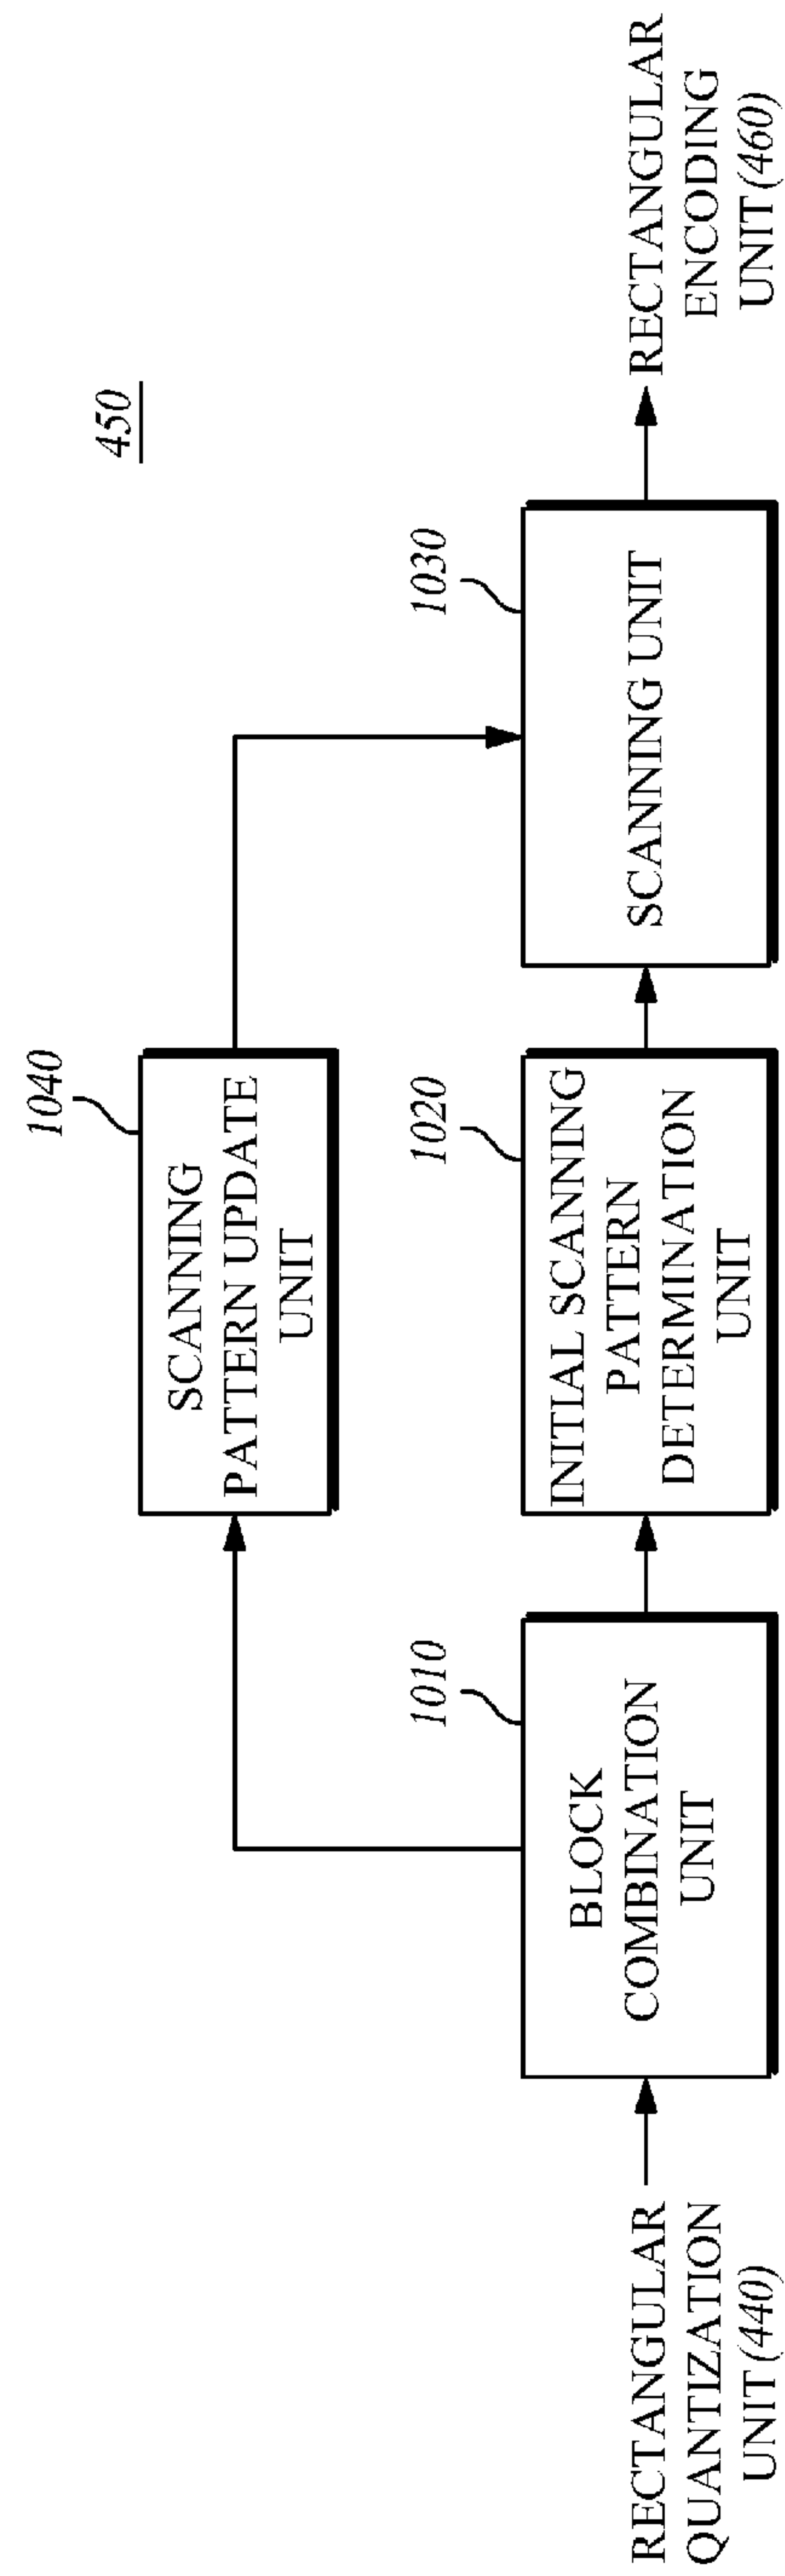 450
1040
SCANNING
PATTERN UPDATE
UNIT
RECTANGULAR
QUANTIZATION
UNIT (440)
1010
BLOCK
COMBINATION
UNIT
1020
INITIAL SCANNING
PATTERN
DETERMINATION
UNIT
1030
SCANNING UNIT
RECTANGULAR
ENCODING
UNIT (460)